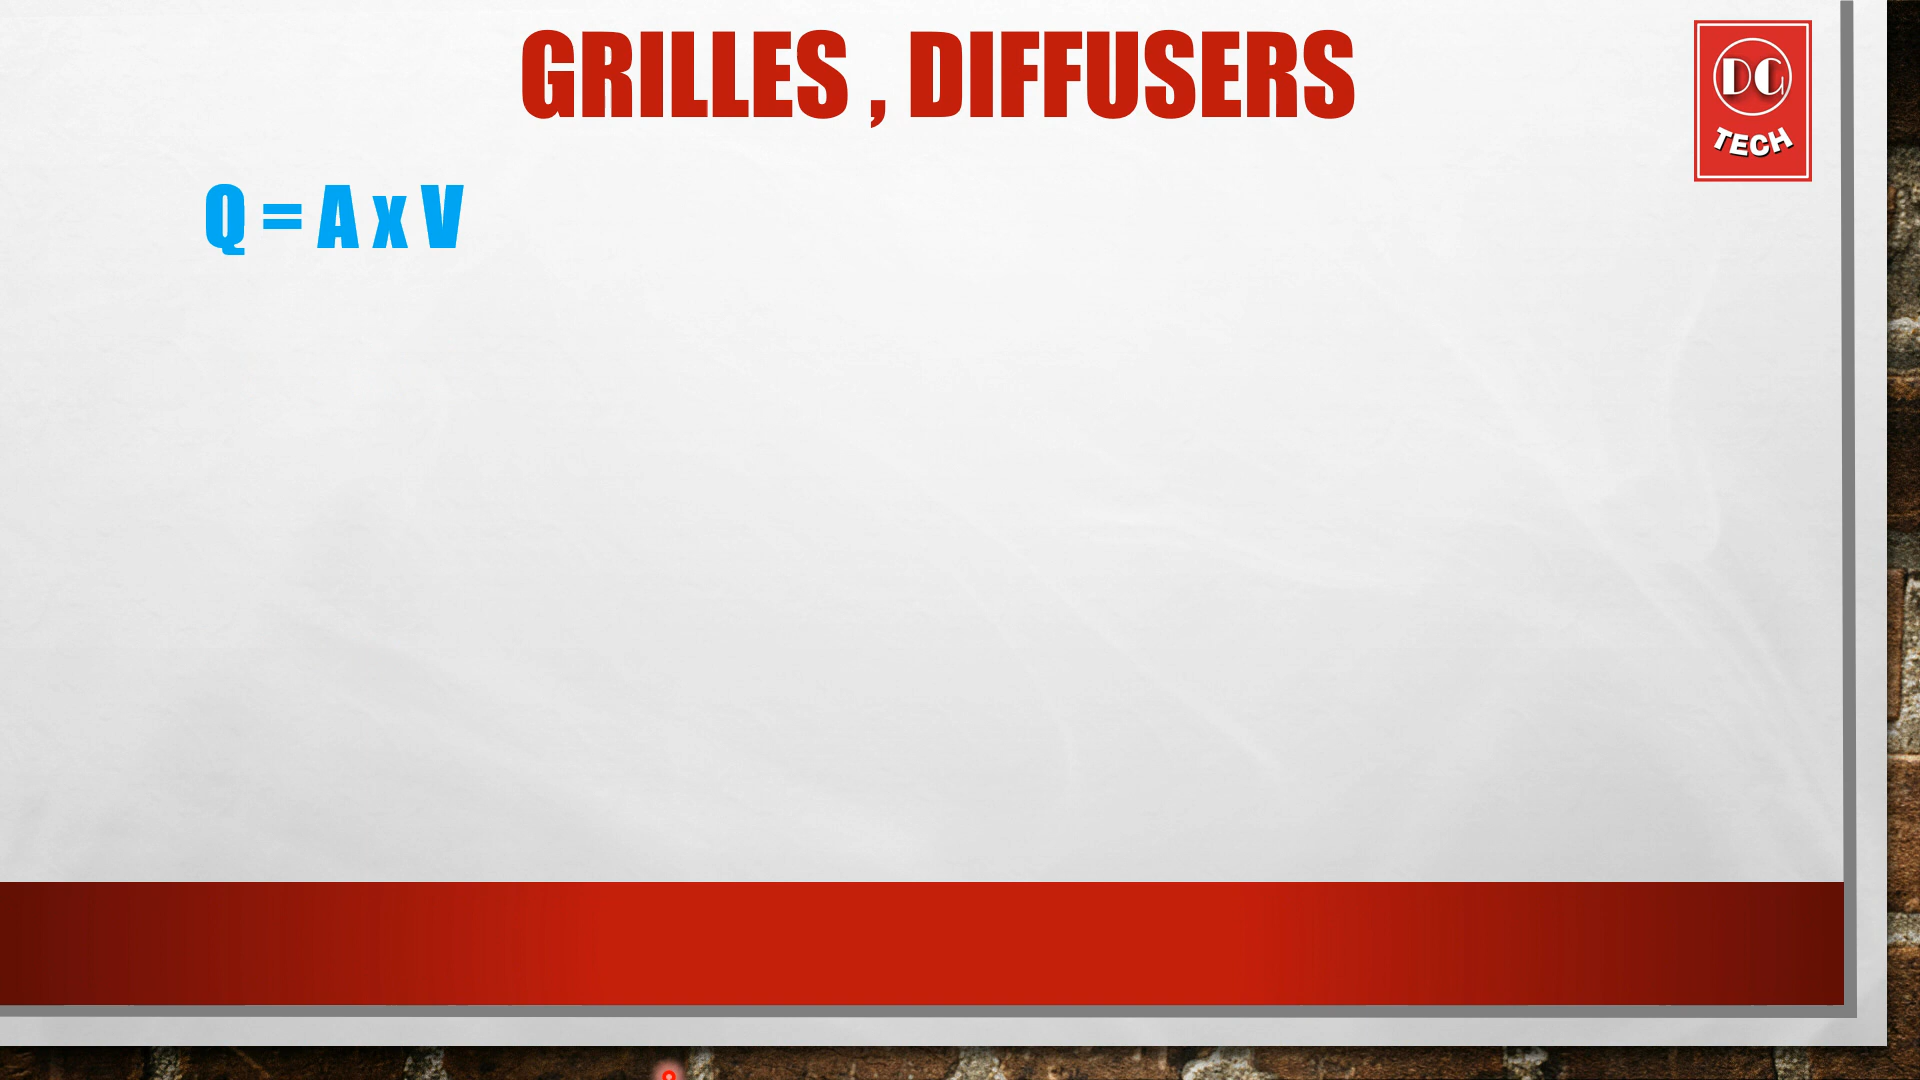 GRILLES , DIFFUSERS
DG
TECH
Q = A x V